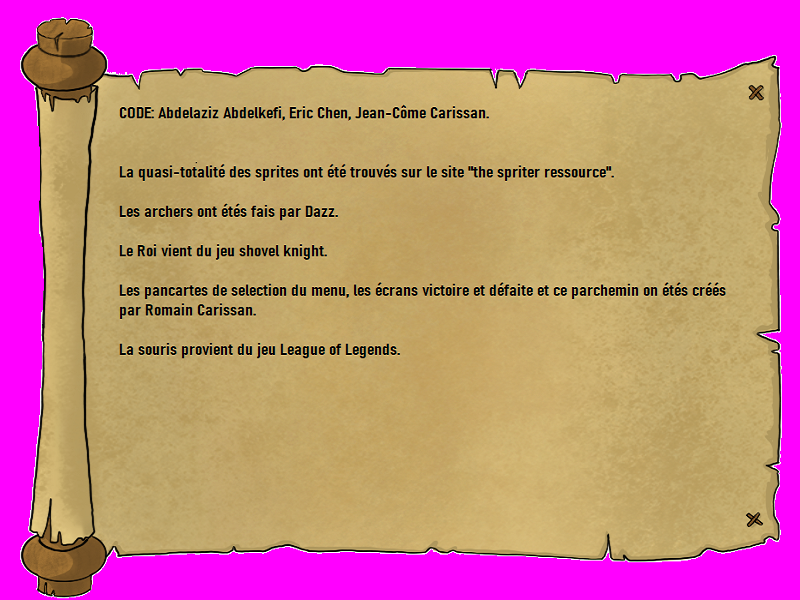 CODE: Abdelaziz Abdelkefi, Eric Chen, Jean-Côme Carissan.
La quasi-totalité des sprites ont été trouvés sur le site "the spriter ressource".
Les archers ont étés fais par Dazz.
Le Roi vient du jeu shovel knight.
Les pancartes de selection du menu, les écrans victoire et défaite et ce parchemin on étés créés
par Romain Carissan.
La souris provient du jeu League of Legends.